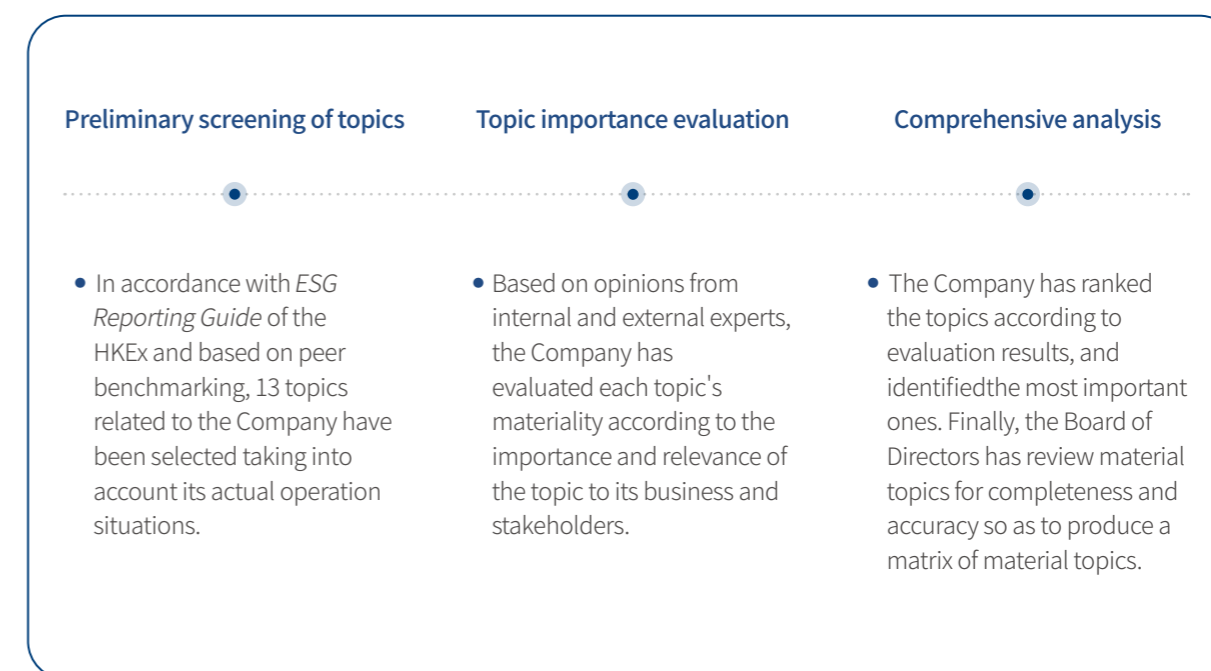 Preliminary screening of topics
Topic importance evaluation
Comprehensive analysis
• In accordance with ESG
Reporting Guide of the
HKEx and based on peer
benchmarking, 13 topics
related to the Company have
been selected taking into
account its actual operation
situations.
• Based on opinions from
internal and external experts,
the Company has
evaluated each topic's
materiality according to the
importance and relevance of
the topic to its business and
stakeholders.
• The Company has ranked
the topics according to
evaluation results, and
identifiedthe most important
ones. Finally, the Board of
Directors has review material
topics for completeness and
accuracy so as to produce a
matrix of material topics.